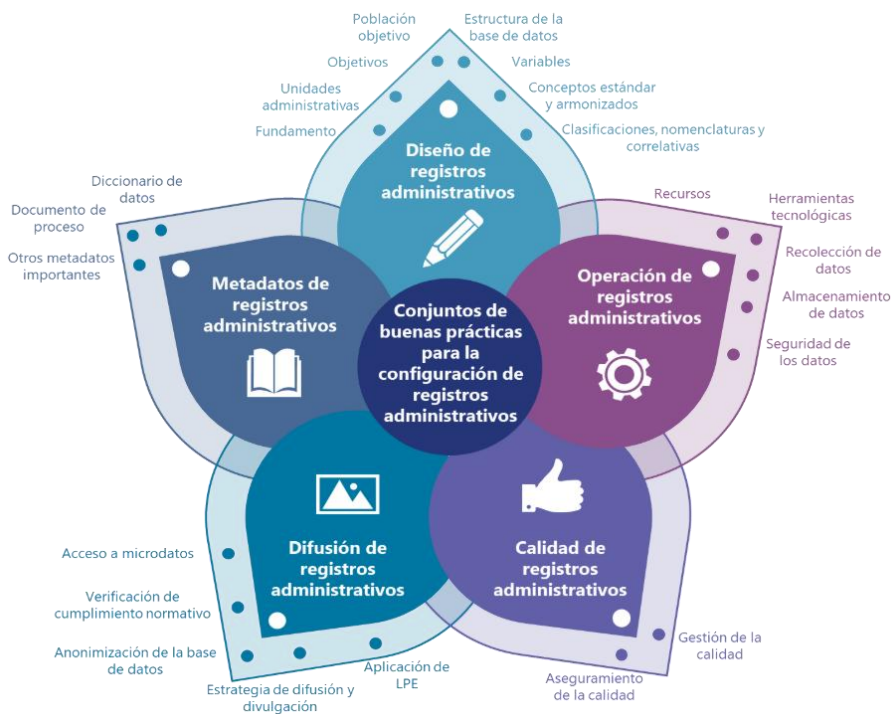 Población
objetivo
Estructura de la
base de datos
Objetivos
Variables
Unidades
administrativas
Conceptos estándar
y armonizados
Fundamento
Clasificaciones, nomenclaturas y
correlativas
Diseño de
registros
administrativos
Diccionario de
datos
Documento de
proceso
Otros metadatos
importantes
Metadatos de
registros
administrativos
Recursos
Herramientas
tecnológicas
Recolección de
datos
Almacenamiento
de datos
Seguridad de
los datos
Operación de
registros
administrativos
Conjuntos de
buenas prácticas
para la
configuración de
registros
administrativos
Difusión de
registros
administrativos
Calidad de
registros
administrativos
Acceso a microdatos
Verificación de
cumplimiento normativo
Anonimización de la base
de datos
Estrategia de difusión y
divulgación
Aplicación de
LPE
Gestión de la
calidad
Aseguramiento
de la calidad